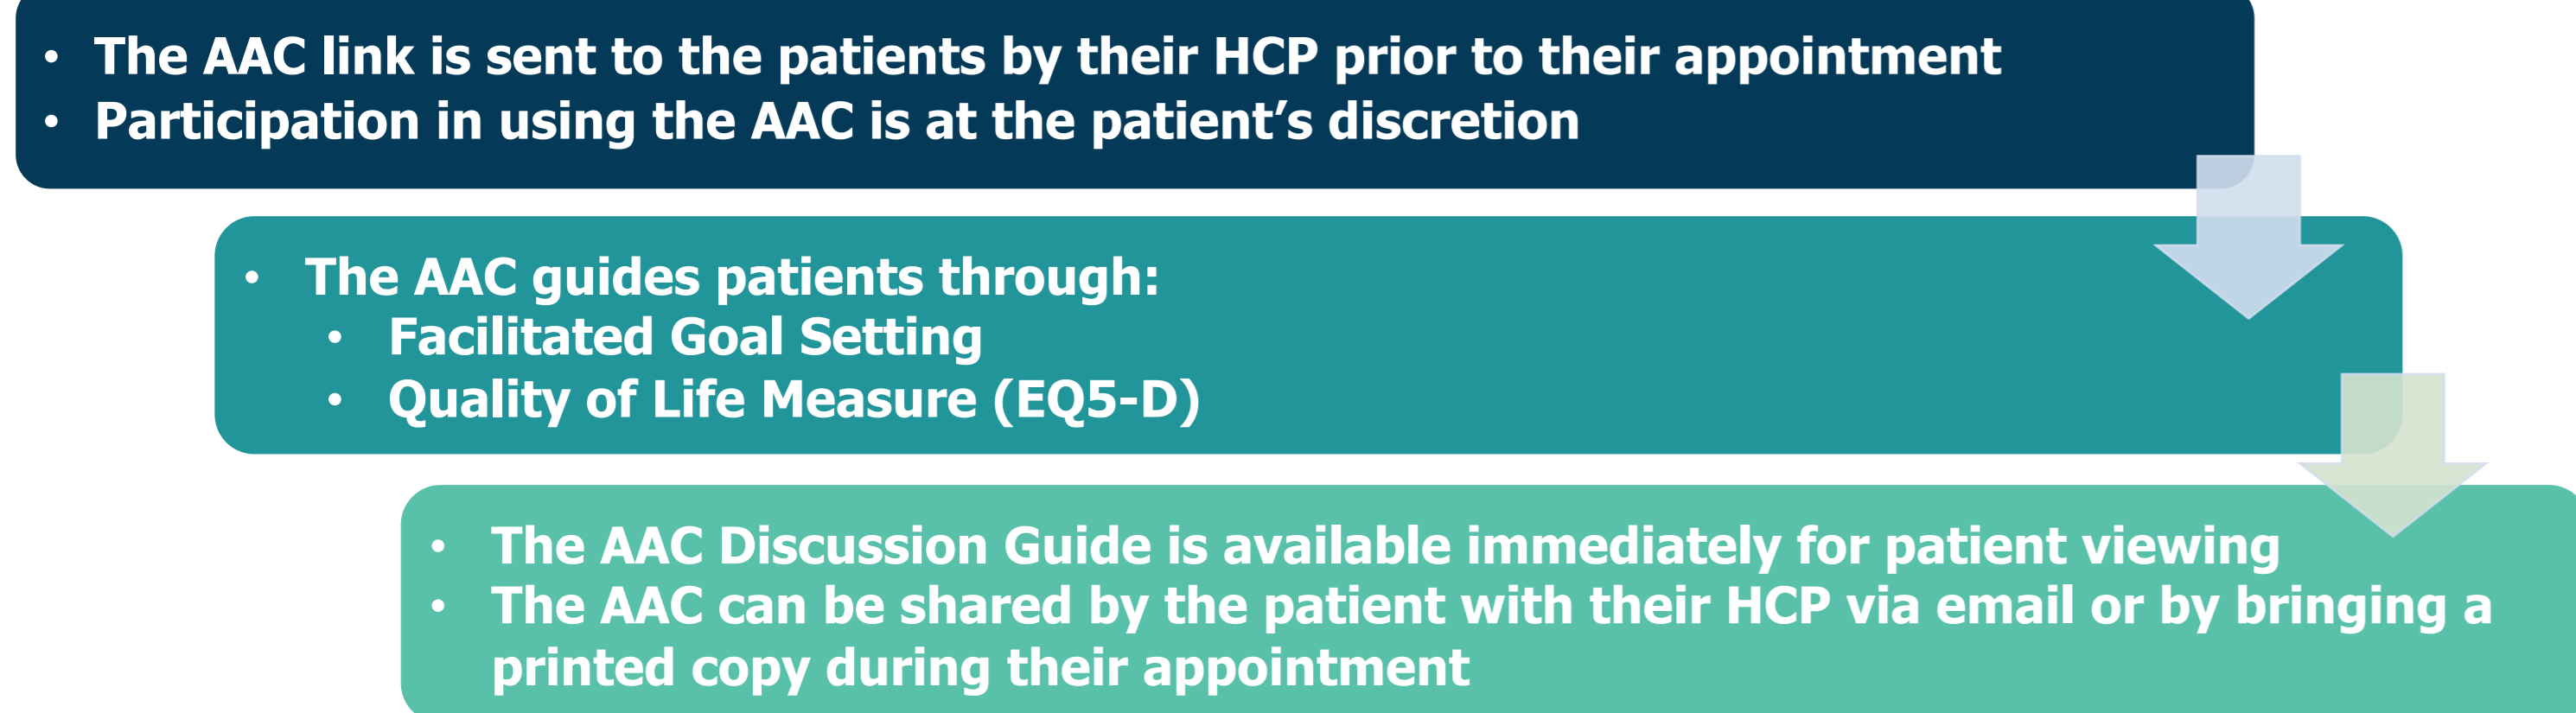 • The AAC link is sent to the patients by their HCP prior to their appointment
• Participation in using the AAC is at the patient’s discretion
• The AAC guides patients through:
• Facilitated Goal Setting
• Quality of Life Measure (EQ5-D)
• The AAC Discussion Guide is available immediately for patient viewing
• The AAC can be shared by the patient with their HCP via email or by bringing a
printed copy during their appointment